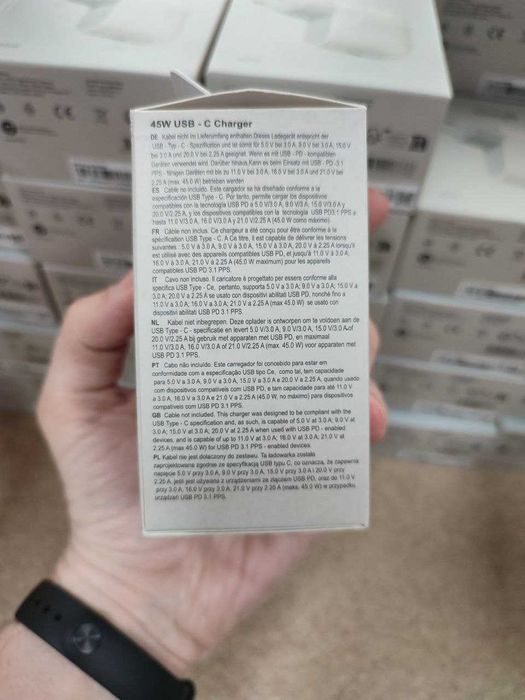 45W USB - C Charger
DE Kabel nicht im Lieferumfang enthalten Dieses Ladegerät entspricht der
USB - Typ - C - Spezifikation und ist somit für 5.0 V bei 3.0 A, 9.0 V bei 3.0 A, 15.0 V
bei 3.0 A und 20.0 V bei 2.25 A geeignet. Wenn es mit USB - PD - kompatiblen
Geräten verwendet wird. Darüber hinaus Kann es beim Einsatz mit USB - PD -3.1
PPS - fähigen Geräten mit bis zu 11.0 V bei 3.0A, 16.0 V bei 3.0 A und 21.0 V bei
2.25 A (max. 45.0 W) betrieben werden
ES Cable no incluido. Este cargador se ha diseñado conforme a la
especificación USB Type - C. Por tanto, permite cargar los dispositivos
compatibles con la tecnología USB PD a 5.0 V/3.0 A, 9.0 V/3 A, 15.0 V/3.0 A y
20.0 V/2.25 A, y los dispositivos compatibles con la tecnología USB PD3.1 PPS a
hasta 11.0 V/3.0 A, 16.0 V/3.0 A y 21.0 V/2.25 A (45.0 W como máximo).
FR Câble non inclus. Ce chargeur a été conçu pour être conforme à la
spécification USB Type - C. A Ce titre, il est capable de délivrer les tensions
suivantes : 5.0 V à 3.0 A, 9.0 V à 3.0 A, 15.0 V à 3.0 A, 20.0 V à 2.25 A lorsqu'il
est utilisé avec des appareils compatibles USB PD, et jusqu'à 11.0 V à 3.0 A,
16.0 V à 3.0 A, 21.0 V à 2.25 A (45.0 W maximum) pour les appareils
compatibles USB PD 3.1 PPS.
IT Cavo non incluso. Il caricatore è progettato per essere conforme alla
specifica USB Type - Ce, pertanto, supporta 5.0 V a 3.0 A; 9.0 V a 3.0 A; 15.0 V a
3.0 A; 20.0 V a 2.25 A se usato con dispositivi abilitati USB PD, nonché fino a
11.0 V a 3.0 A; 16.0 V a 3.0 A; 21.0 V a 2.25 A (max 45.0 W) se usato con
dispositivi abilitati USB PD 3.1 PPS.
NL Kabel niet inbegrepen. Deze oplader is ontworpen om te voldoen aan de
USB Type - C - specificatie en levert 5.0 V/3.0 A, 9.0 V/3.0 A, 15.0 V/3.0 A of
20.0 V/2.25 A bij gebruik met apparaten met USB PD, en maximaal
11.0 V/3.0 A, 16.0 V/3.0 A of 21.0 V/2.25 A (max 45.0 W) voor apparaten met
USB PD 3.1 PPS.
PT Cabo não incluído. Este carregador foi concebido para estar em
conformidade com a especificação USB tipo Ce, como tal, tem capacidade
para 5.0 V a 3.0 A, 9.0 V a 3.0 A, 15.0 V a 3.0 A e 20.0 V a 2.25 A, quando usado
com dispositivos compatíveis com USB PD, e tem capacidade para até 11.0 V
a 3.0 A, 16.0 V a 3.0 A e 21.0 V a 2.25 A (45.0 W, no máximo) para dispositivos
compatíveis com USB PD 3.1 PPS.
GB Cable not included. This charger was designed to be compliant with the
USB Type - C specification and, as such, is capable of 5.0 V at 3.0 A; 9.0 V at
3.0 A; 15.0 V at 3.0 A; 20.0 V at 2.25 A when used with USB PD - enabled
devices, and is capable of up to 11.0 V at 3.0 A; 16.0 V at 3.0 A; 21.0 V at
2.25 A (max 45.0 W) for USB PD 3.1 PPS - enabled devices.
PL Kabel nie jest dołączony do zestawu. Ta ładowarka została
zaprojektowana zgodnie ze specyfikacją USB typu C, co oznacza, że zapewnia
napięcie 5.0 V przy 3.0 A, 9.0 V przy 3.0 A, 15.0 V przy 3.0 A i 20.0 V przy
2.25 A, jeśli jest używana z urządzeniami ze złączem USB PD, oraz do 11.0 V
przy 3.0 A, 16.0 V przy 3.0 A, 21.0 V przy 2.25 A (maks. 45.0 W) w przypadku
urządzeń USB PD 3.1 PPS.